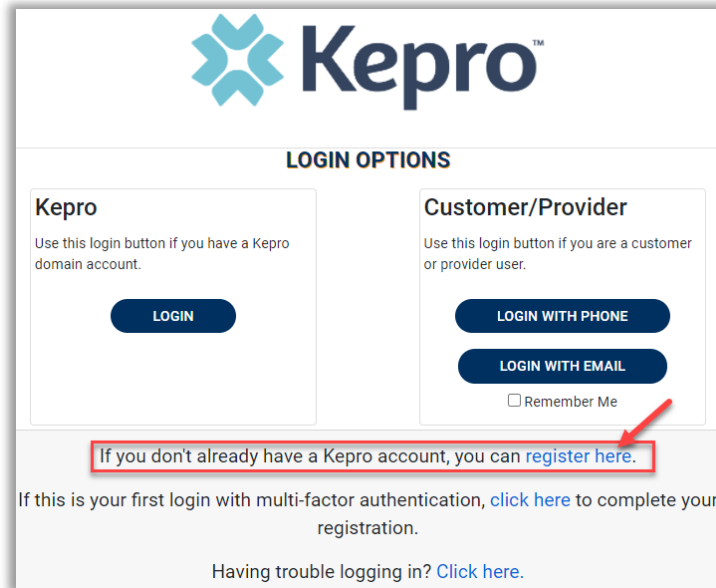 Kepro™
LOGIN OPTIONS
Kepro
Use this login button if you have a Kepro
domain account.
LOGIN
Customer/Provider
Use this login button if you are a customer
or provider user.
LOGIN WITH PHONE
LOGIN WITH EMAIL
Remember Me
If you don't already have a Kepro account, you can register here.
If this is your first login with multi-factor authentication, click here to complete your
registration.
Having trouble logging in? Click here.